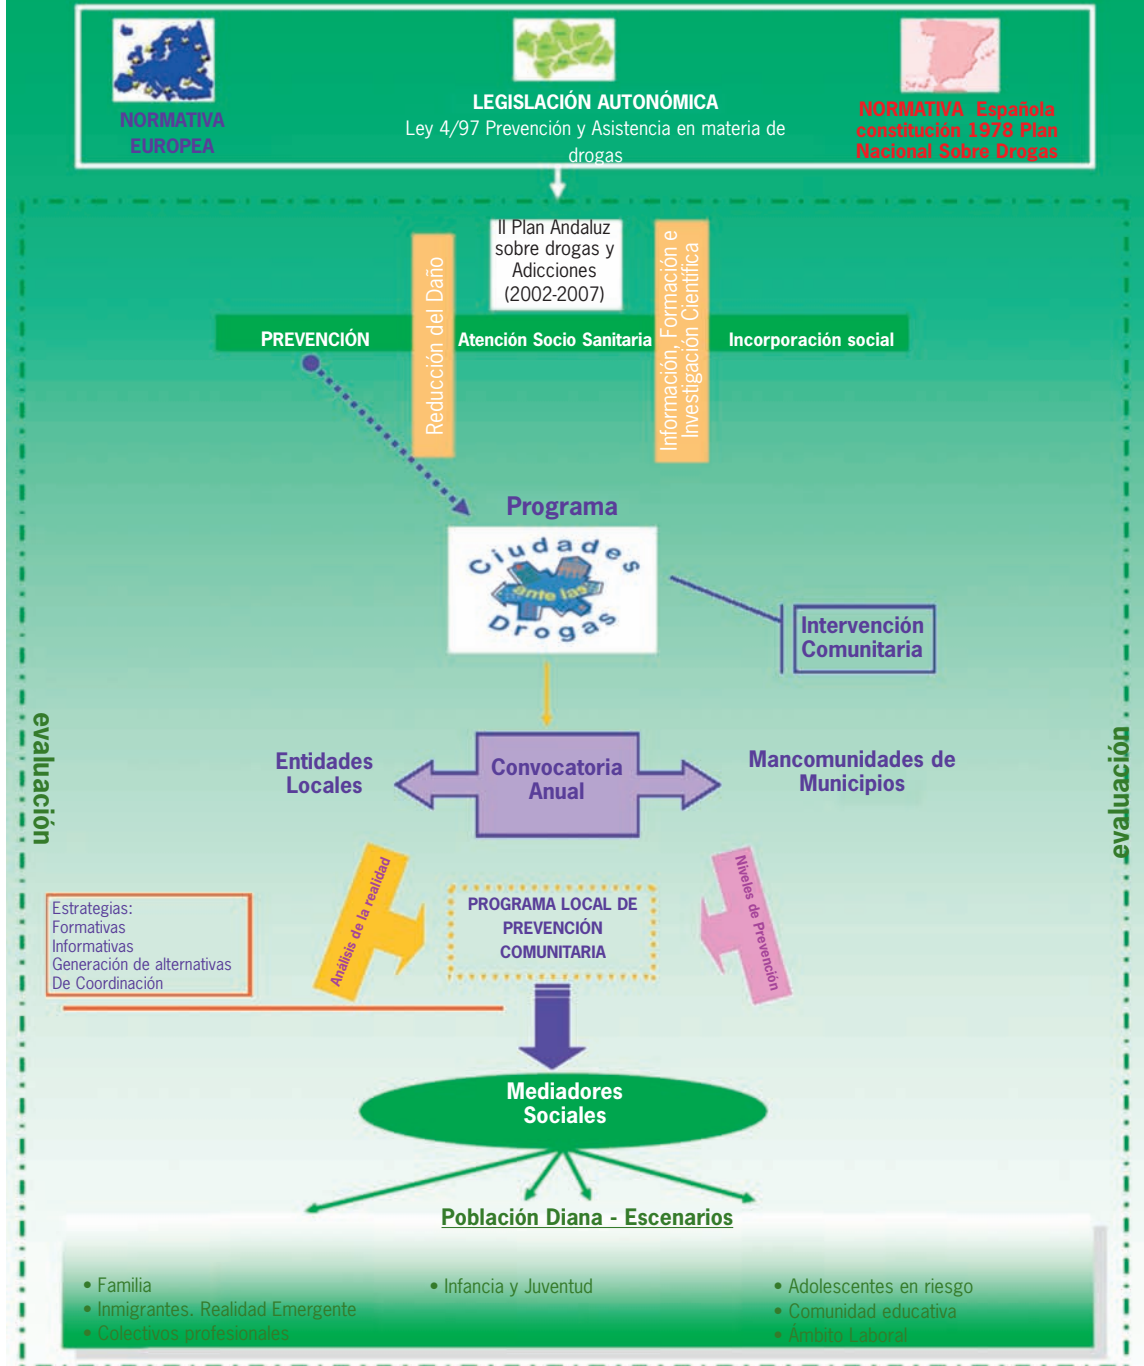 NORMATIVA
EUROPEA
LEGISLACIÓN AUTONÓMICA
Ley 4/97 Prevención y Asistencia en materia de
drogas
NORMATIVA Española
constitución 1978 Plan
Nacional Sobre Drogas
II Plan Andaluz
sobre drogas y
Adicciones
(2002-2007)
PREVENCIÓN
Reducción del Daño
Atención Socio Sanitaria
Información, Formación e
Investigación Científica
Incorporación social
Programa
Ciudades
ante las
Drogas
Intervención
Comunitaria
evaluación
evaluación
Entidades
Locales
Convocatoria
Anual
Mancomunidades de
Municipios
Estrategias:
Formativas
Informativas
Generación de alternativas
De Coordinación
Análisis de la realidad
PROGRAMA LOCAL DE
PREVENCIÓN
COMUNITARIA
Niveles de Prevención
Mediadores
Sociales
Población Diana - Escenarios
• Familia
• Inmigrantes. Realidad Emergente
• Colectivos profesionales
• Infancia y Juventud
• Adolescentes en riesgo
• Comunidad educativa
• Ámbito Laboral